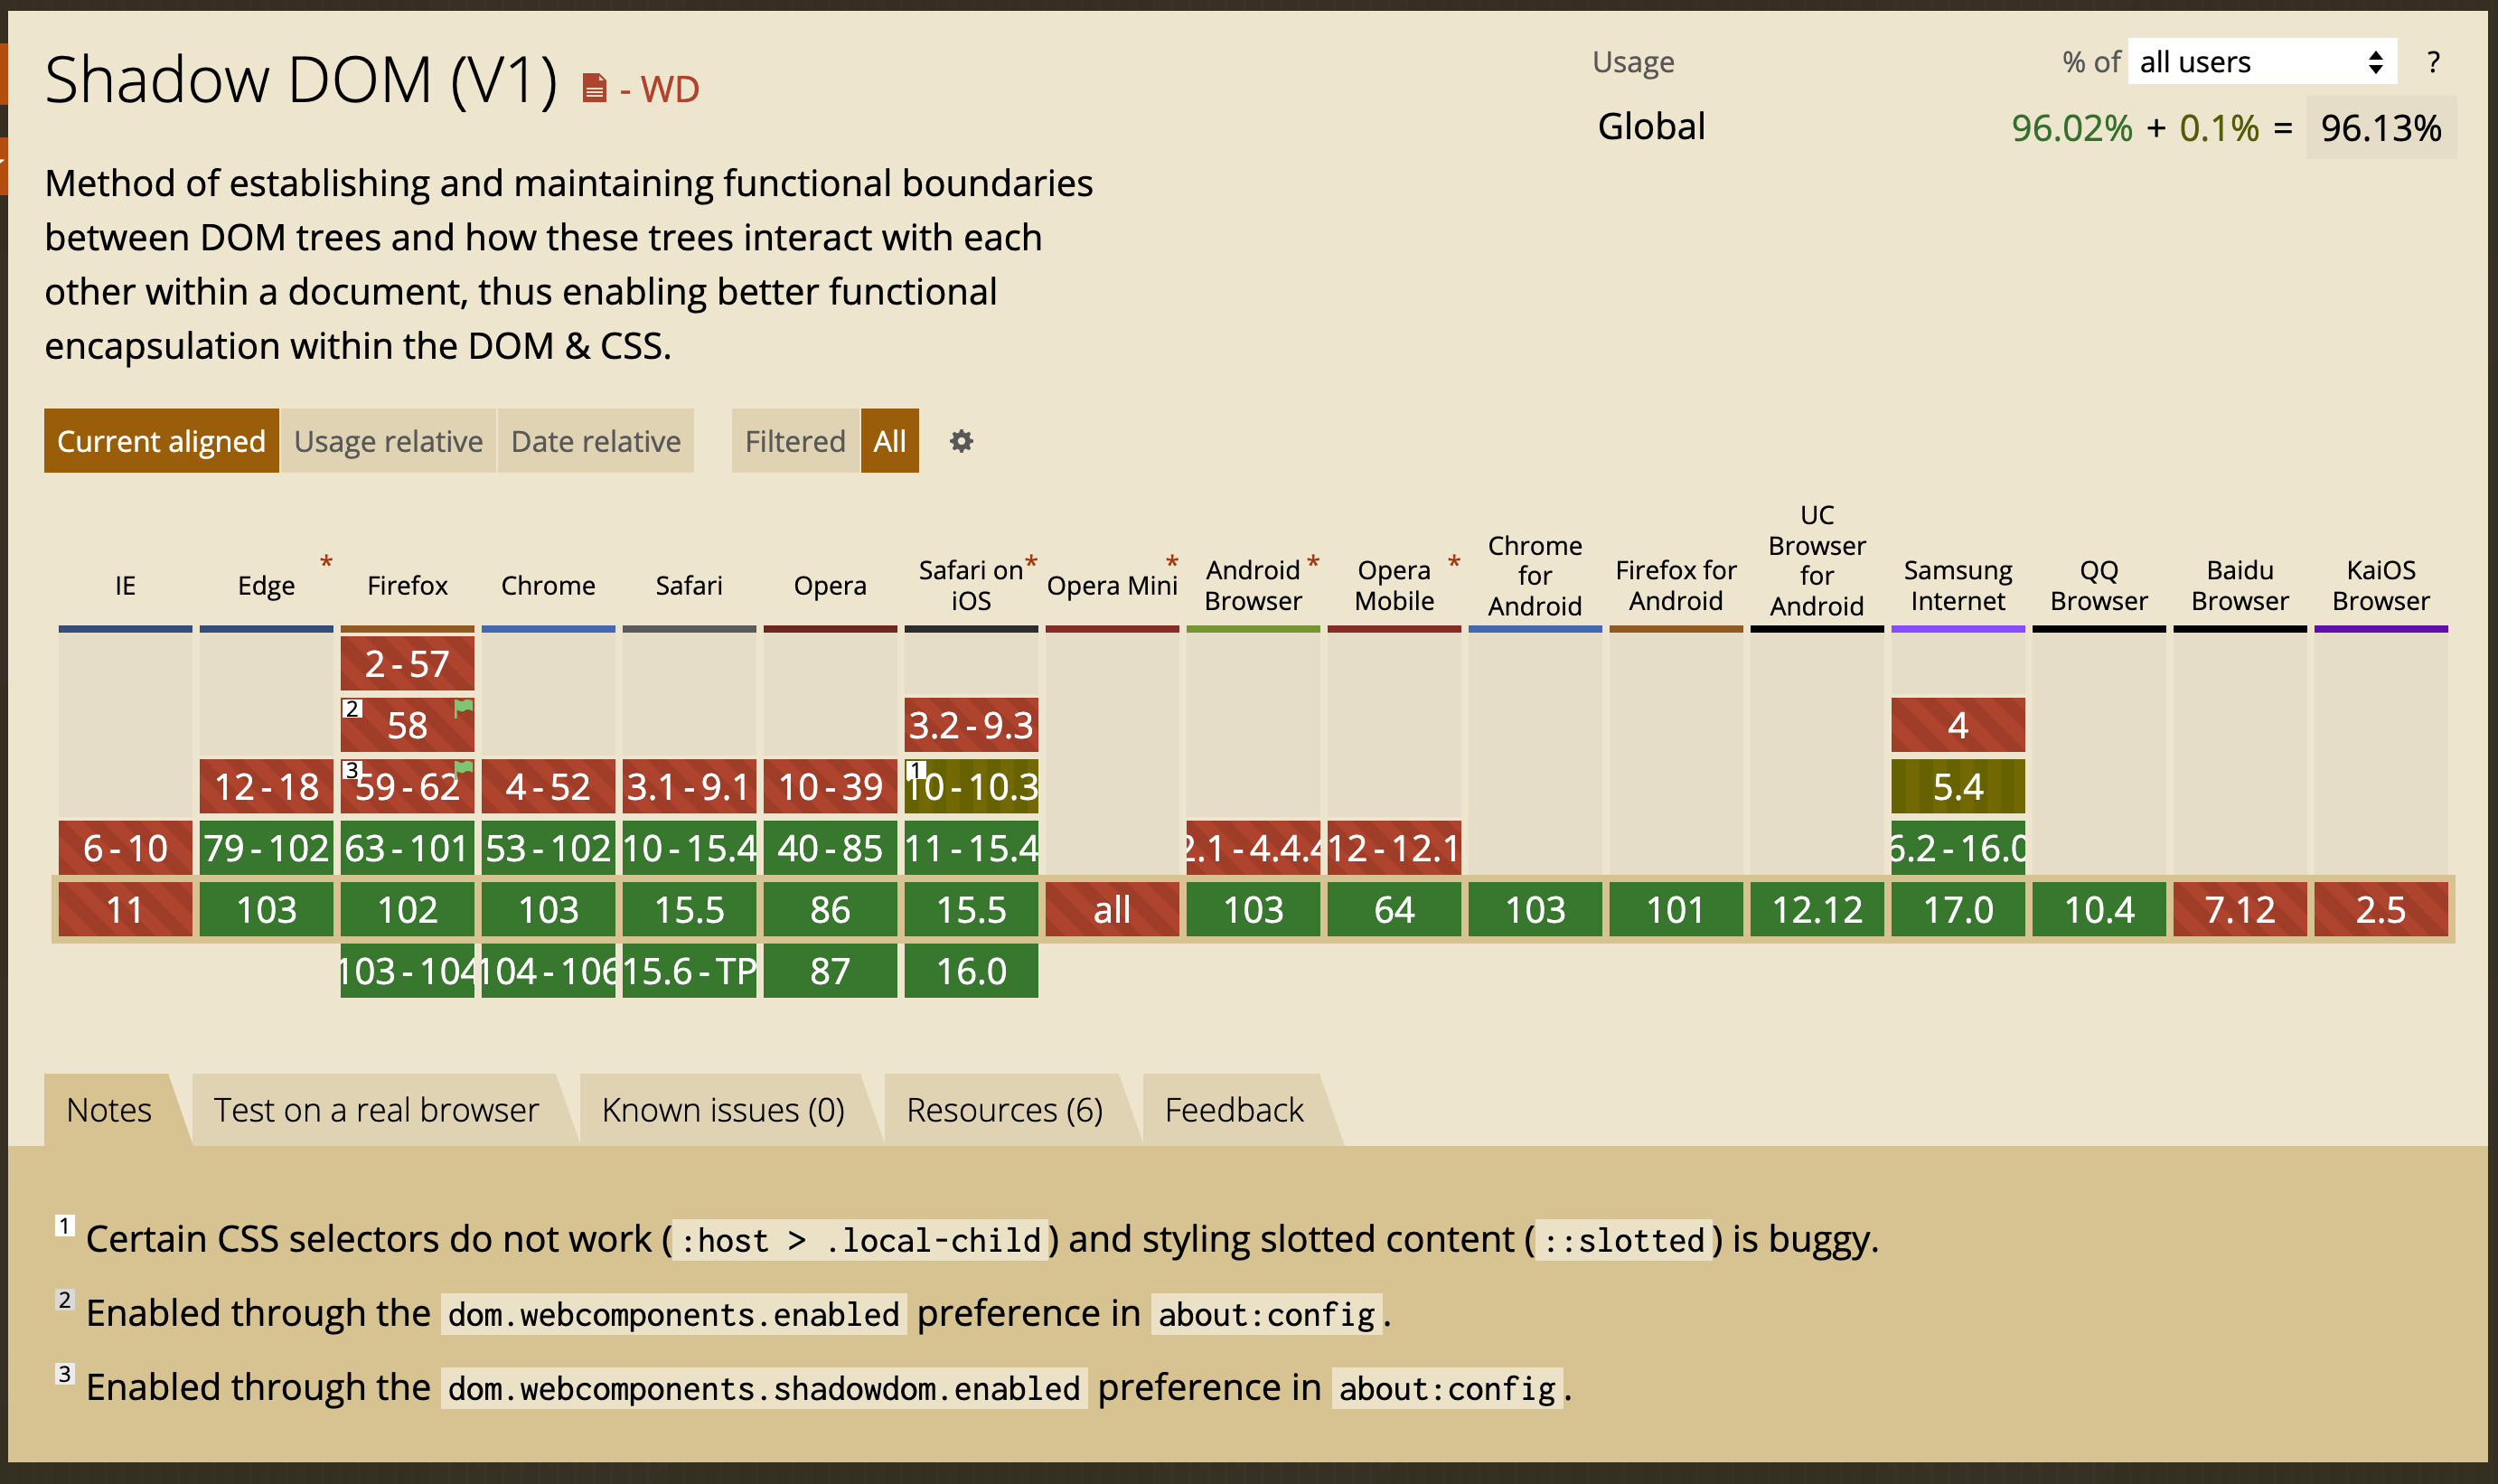 Shadow DOM (V1) - WD
Usage % of all users ?
Global 96.02% + 0.1% = 96.13%
Method of establishing and maintaining functional boundaries
between DOM trees and how these trees interact with each
other within a document, thus enabling better functional
encapsulation within the DOM & CSS.
Current aligned Usage relative Date relative Filtered All
IE
Edge *
Firefox
Chrome
Safari
Opera
Safari on *
iOS
Opera Mini *
Android *
Browser
Opera *
Mobile
Chrome
for
Android
Firefox for
Android
UC
Browser
for
Android
Samsung
Internet
QQ
Browser
Baidu
Browser
KaiOS
Browser
2-57
2 58 3.2-9.3 4
12-18 3 59-62 4-52 3.1-9.1 10-39 1 10-10.3 5.4
6-10 79-102 63-101 53-102 10-15.4 40-85 11-15.4 2.1-4.4.4 12-12.1 6.2-16.0
11 103 102 103 15.5 86 15.5 all 103 64 103 101 12.12 17.0 10.4 7.12 2.5
103-104 104-106 15.6-TP 87 16.0
Notes Test on a real browser Known issues (0) Resources (6) Feedback
1 Certain CSS selectors do not work (:host > .local-child) and styling slotted content (::slotted) is buggy.
2 Enabled through the dom.webcomponents.enabled preference in about:config.
3 Enabled through the dom.webcomponents.shadowdom.enabled preference in about:config.